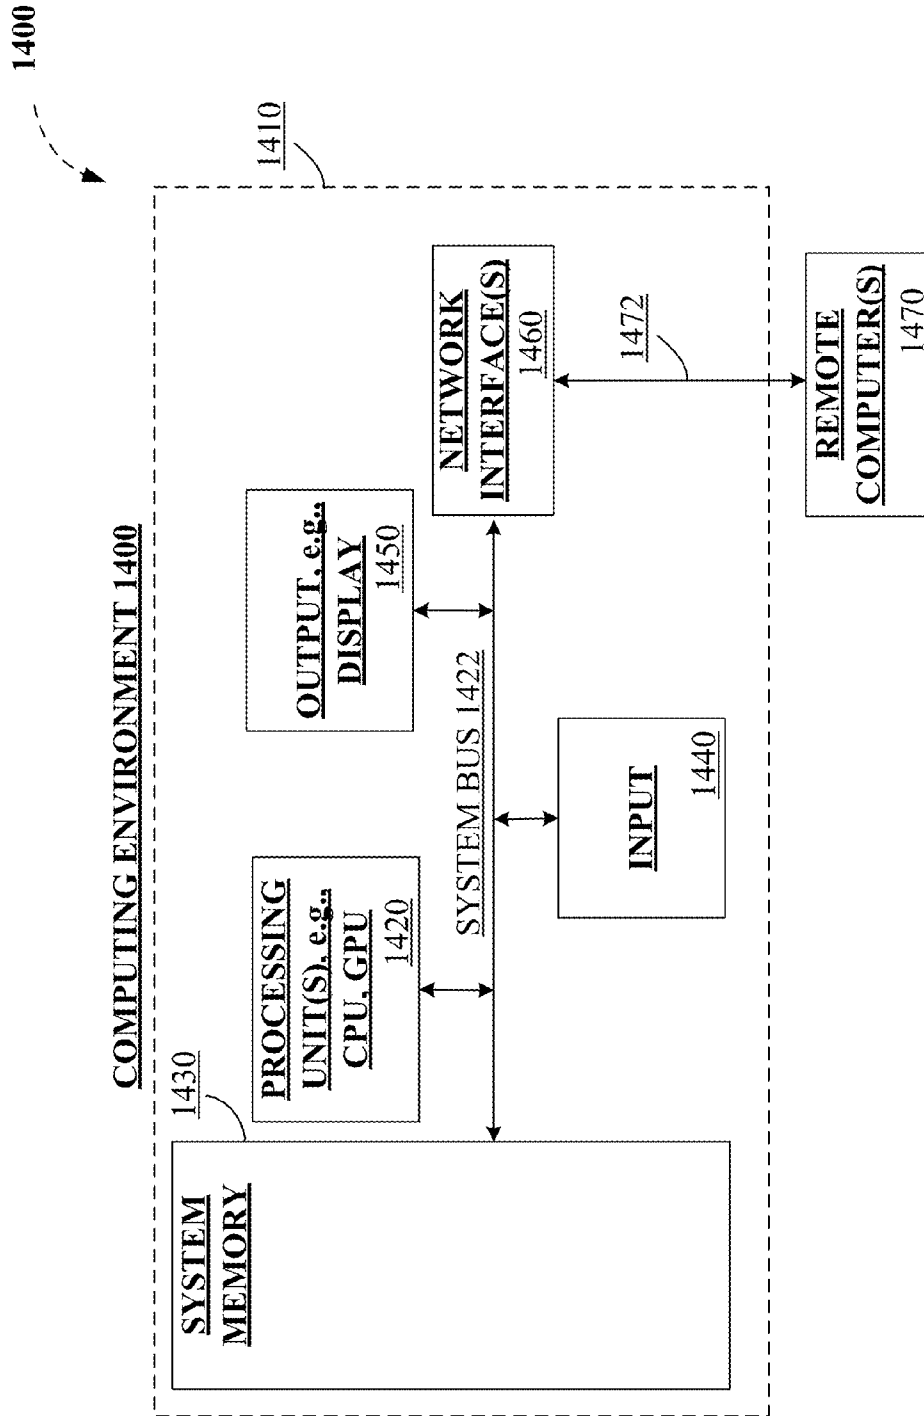 1400
COMPUTING ENVIRONMENT 1400
1410
1430
SYSTEM
MEMORY
PROCESSING
UNIT(S), e.g.,
CPU, GPU
1420
OUTPUT, e.g.,
DISPLAY
1450
SYSTEM BUS 1422
NETWORK
INTERFACE(S)
1460
INPUT
1440
1472
REMOTE
COMPUTER(S)
1470